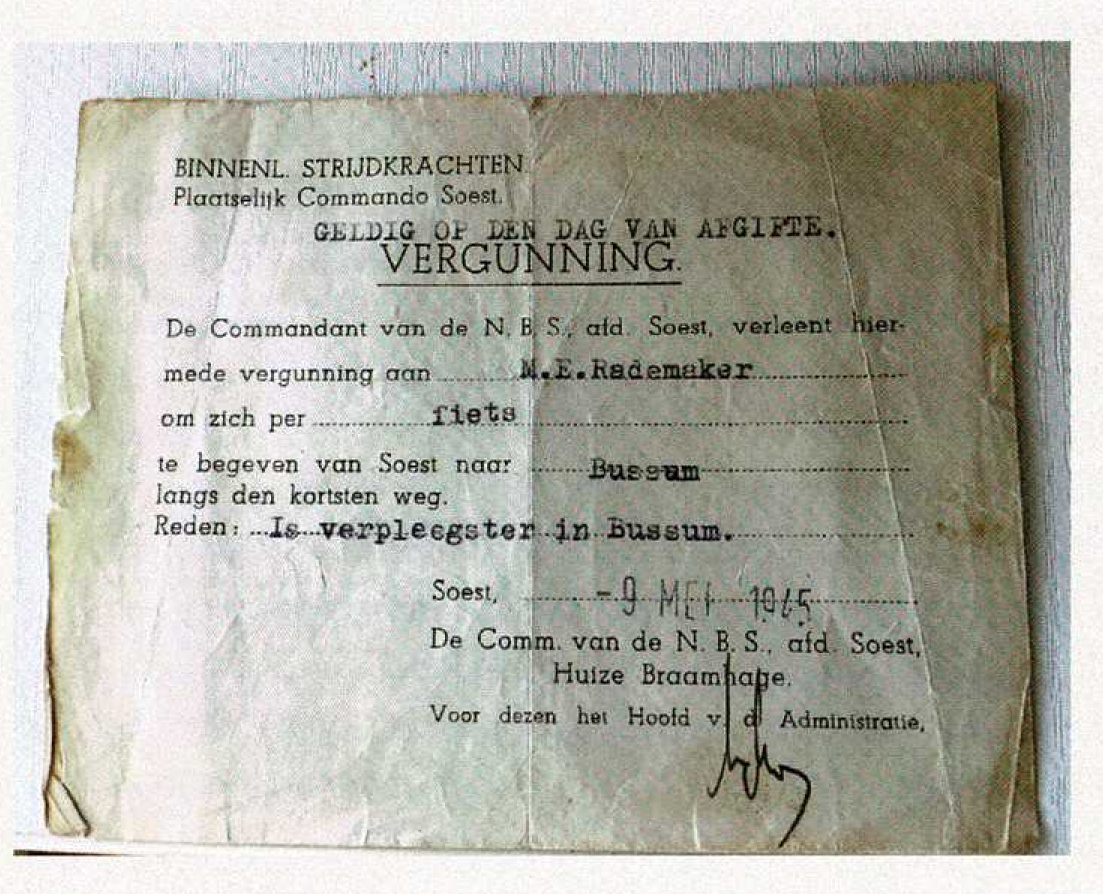 BINNENL. STRIJDKRACHTEN
Plaatselijk Commando Soest.
GELDIG OP DEN DAG VAN AFGIFTE.
VERGUNNING.
De Commandant van de N. B. S., afd. Soest, verleent hier-
mede vergunning aan M.E.Rademaker
om zich per fiets
te begeven van Soest naar Bussum
langs den kortsten weg.
Reden: Is verpleegster in Bussum.
Soest, -9 MEI 1945
De Comm. van de N. B. S., afd. Soest,
Huize Braamhage.
Voor dezen het Hoofd v. d. Administratie,